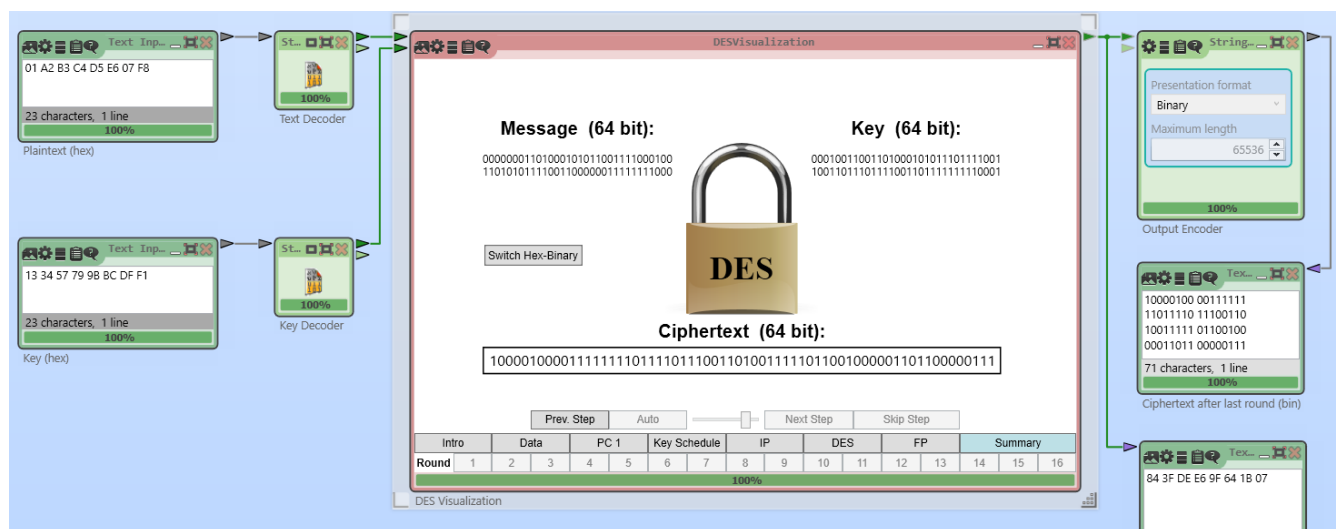 Text Inp…
01 A2 B3 C4 D5 E6 07 F8
23 characters, 1 line
100%
Plaintext (hex)
St…
100%
Text Decoder
Text Inp…
13 34 57 79 9B BC DF F1
23 characters, 1 line
100%
Key (hex)
St…
100%
Key Decoder
DESVisualization
Message (64 bit):
00000001101000101011001111000100
11010101111001100000011111111000
Key (64 bit):
00010011001101000101011101111001
10011011101111001101111111110001
Switch Hex-Binary
DES
Ciphertext (64 bit):
1000010000111111110111101110011010011111011001000001101100000111
Prev. Step Auto Next Step Skip Step
Intro Data PC 1 Key Schedule IP DES FP Summary
Round 1 2 3 4 5 6 7 8 9 10 11 12 13 14 15 16
100%
DES Visualization
String…
Presentation format
Binary
Maximum length
65536
100%
Output Encoder
Tex…
10000100 00111111
11011110 11100110
10011111 01100100
00011011 00000111
71 characters, 1 line
100%
Ciphertext after last round (bin)
Tex…
84 3F DE E6 9F 64 1B 07